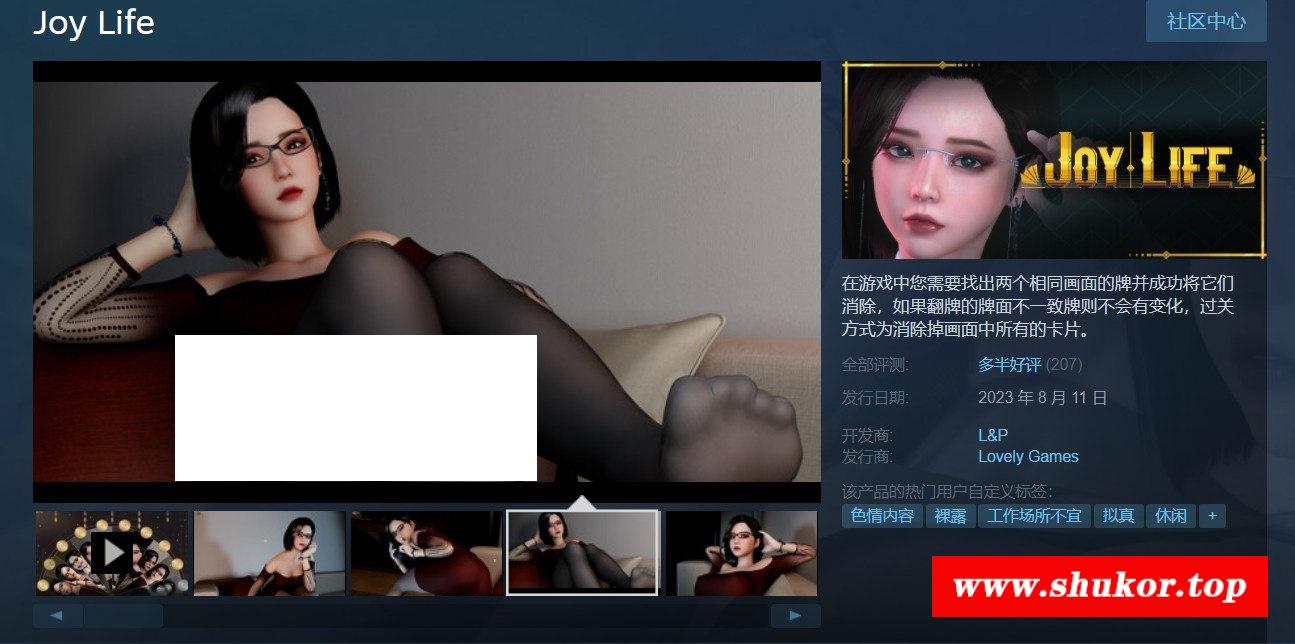 Joy Life
社区中心
JOY LIFE
在游戏中您需要找出两个相同画面的牌并成功将它们
消除，如果翻牌的牌面不一致牌则不会有变化，过关
方式为消除掉画面中所有的卡片。
全部评测: 多半好评 (207)
发行日期: 2023 年 8 月 11 日
开发商: L&P
发行商: Lovely Games
该产品的热门用户自定义标签：
色情内容 裸露 工作场所不宜 拟真 休闲 +
www.shukor.top